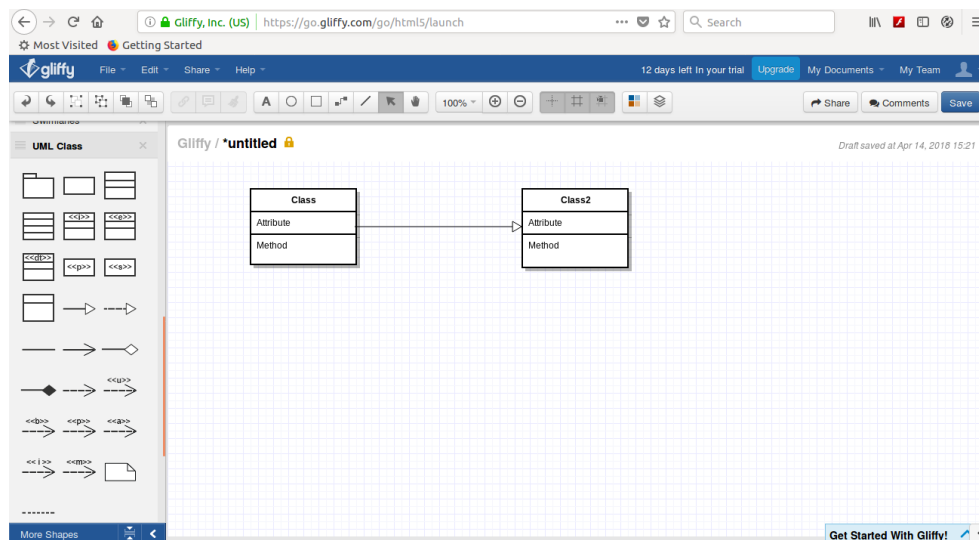 Gliffy, Inc. (US) https://go.gliffy.com/go/html5/launch Search
Most Visited Getting Started
gliffy File Edit Share Help 12 days left In your trial Upgrade My Documents My Team
A 100% Share Comments Save
Swimlanes
UML Class
Gliffy / *untitled Draft saved at Apr 14, 2018 15:21
Class Class2
Attribute Attribute
Method Method
<<i>> <<e>>
<<dt>> <<p>> <<s>>
<<u>>
<<b>> <<p>> <<a>>
<<i>> <<m>>
More Shapes Get Started With Gliffy!